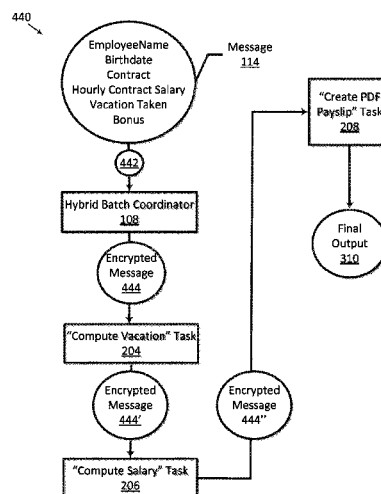 440
EmployeeName
Birthdate
Contract
Hourly Contract Salary
Vacation Taken
Bonus
Message
114
442
Hybrid Batch Coordinator
108
Encrypted
Message
444
"Compute Vacation" Task
204
Encrypted
Message
444'
"Compute Salary" Task
206
Encrypted
Message
444''
"Create PDF
Payslip" Task
208
Final
Output
310